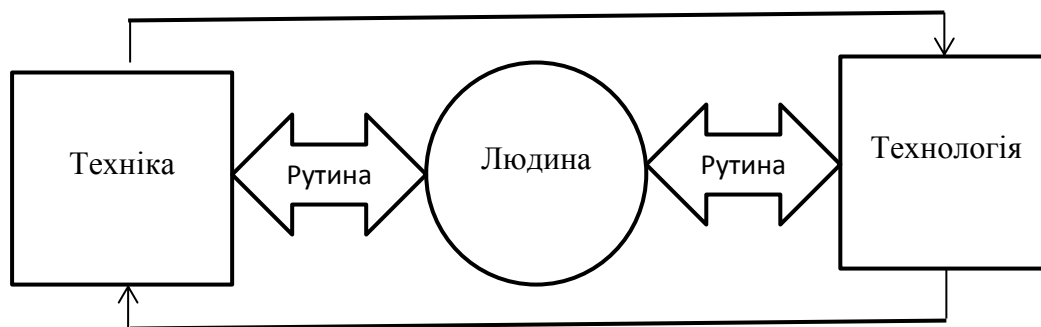 Техніка
Рутина
Людина
Рутина
Технологія